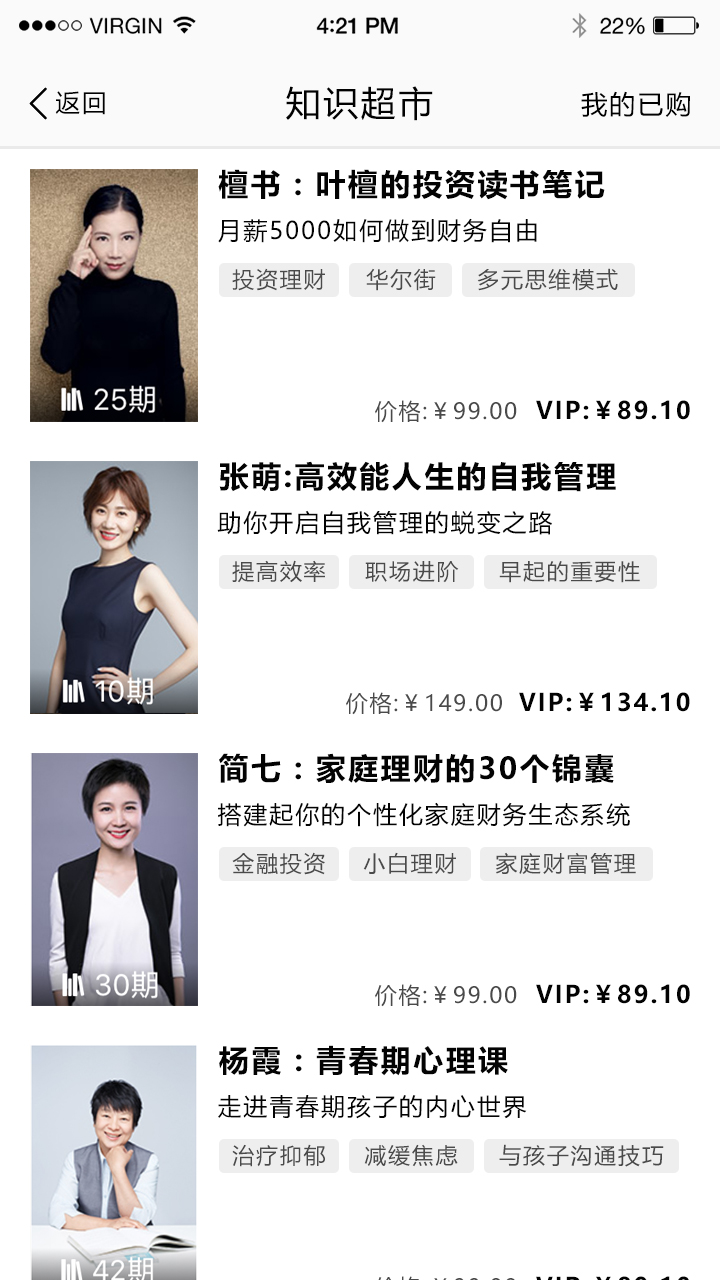 VIRGIN 4:21 PM 22%
返回 知识超市 我的已购
檀书：叶檀的投资读书笔记
月薪5000如何做到财务自由
投资理财 华尔街 多元思维模式
25期
价格:￥99.00 VIP:￥89.10
张萌:高效能人生的自我管理
助你开启自我管理的蜕变之路
提高效率 职场进阶 早起的重要性
10期
价格:￥149.00 VIP:￥134.10
简七：家庭理财的30个锦囊
搭建起你的个性化家庭财务生态系统
金融投资 小白理财 家庭财富管理
30期
价格:￥99.00 VIP:￥89.10
杨霞：青春期心理课
走进青春期孩子的内心世界
治疗抑郁 减缓焦虑 与孩子沟通技巧
42期